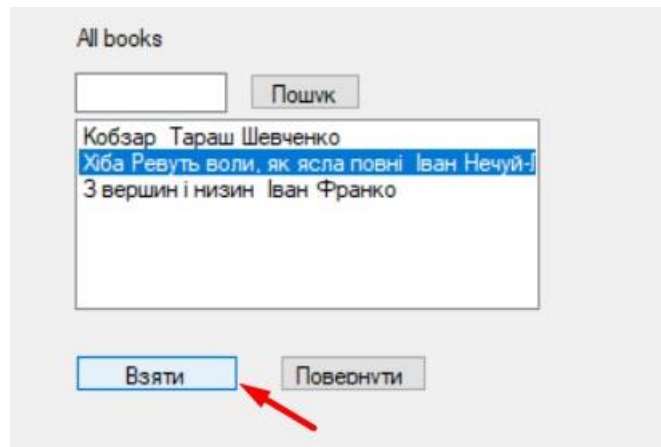 All books
Пошук
Кобзар Тараш Шевченко
Хіба Ревуть воли, як ясла повні Іван Нечуй-Л
З вершин і низин Іван Франко
Взяти Повернути